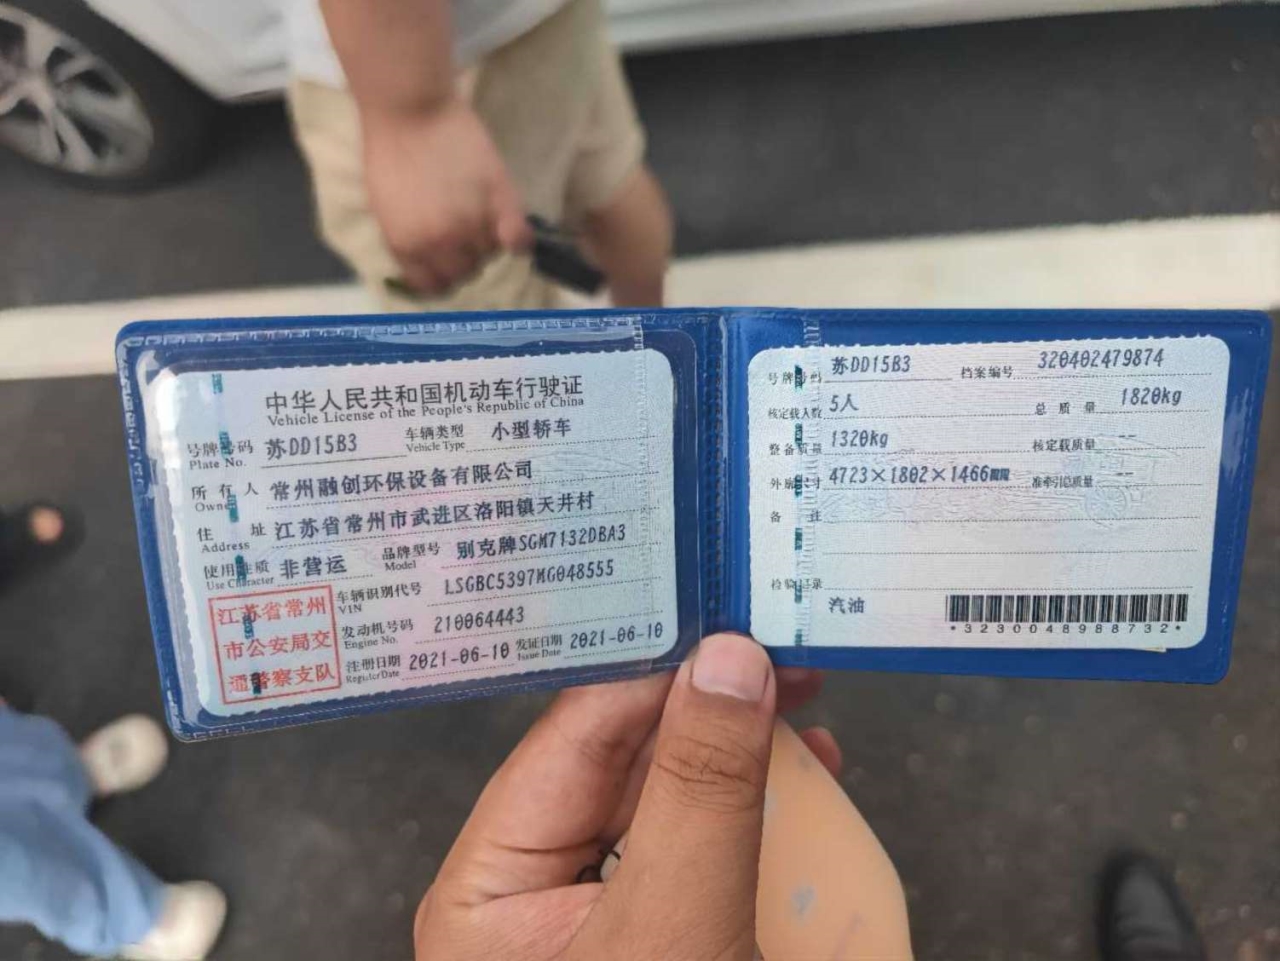 中华人民共和国机动车行驶证
Vehicle License of the People's Republic of China
号牌号码 苏DD15B3 车辆类型 小型轿车
Plate No. Vehicle Type
所有人 常州融创环保设备有限公司
Owner
住址 江苏省常州市武进区洛阳镇天井村
Address
使用性质 非营运 品牌型号 别克牌SGM7132DBA3
Use Character Model
江苏省常州市公安局交通警察支队
车辆识别代号 LSGBC5397MG048555
VIN
发动机号码 210064443
Engine No.
注册日期 2021-06-10 发证日期 2021-06-10
Register Date Issue Date
号牌号码 苏DD15B3 档案编号 320402479874
核定载人数 5人 总质量 1820kg
整备质量 1320kg 核定载质量 --
外廓尺寸 4723×1802×1466mm 准牵引总质量 --
备注
检验记录
汽油
*3230048988732*